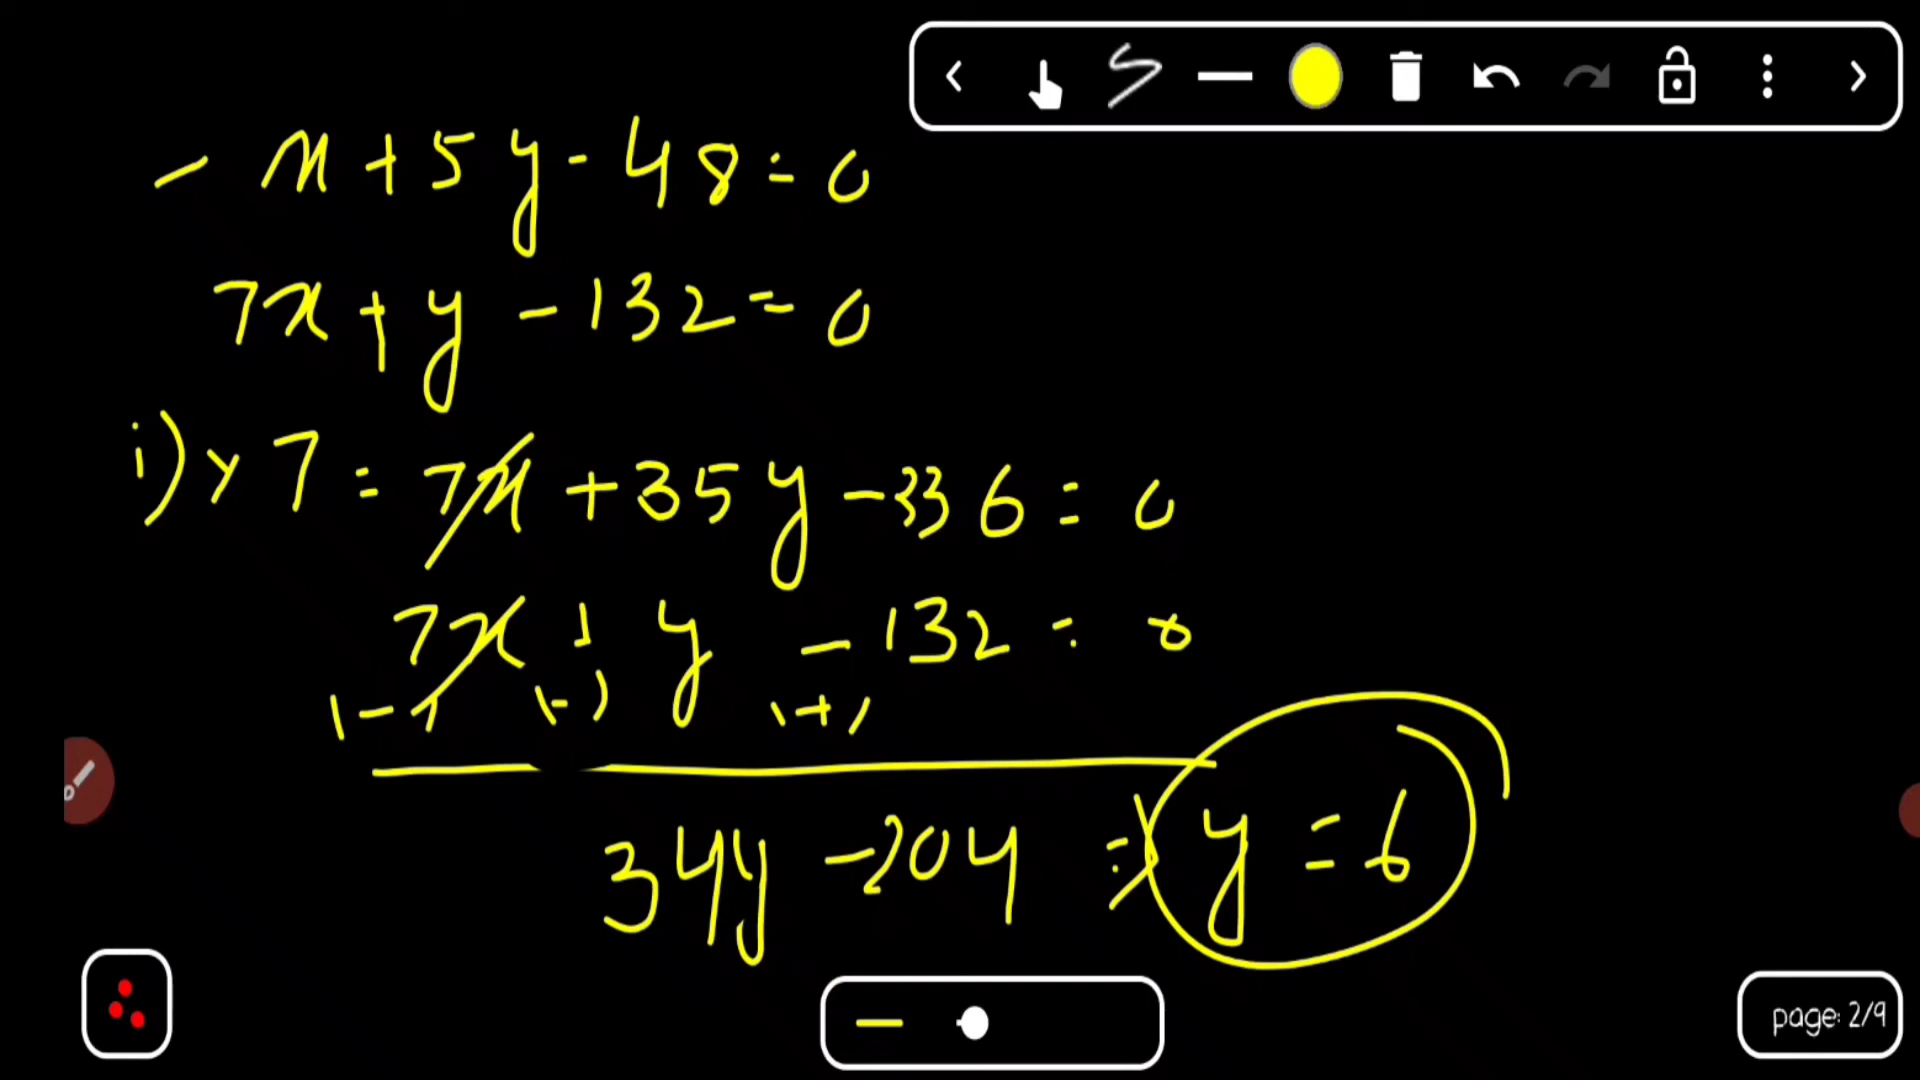 - x + 5y - 48 = 0
7x + y - 132 = 0
i) x 7 = 7x + 35y - 336 = 0
7x + y - 132 = 0
(-) (-) (+)
34y - 204 => y = 6
page: 2/9